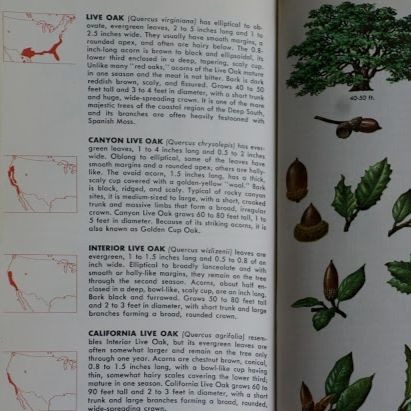 LIVE OAK (Quercus virginiana) has elliptical to ob-
ovate, evergreen leaves, 2 to 5 inches long and 1 to
2.5 inches wide. They usually have smooth margins, a
rounded apex, and often are hairy below. The 0.8-
inch-long acorn is brown to black and ellipsoidal, its
lower third enclosed in a deep, tapering, scaly cup.
Unlike many "red oaks," acorns of the Live Oak mature
in one season and the meat is not bitter. Bark is dark
reddish brown, scaly, and fissured. Grows 40 to 50
feet tall and 3 to 4 feet in diameter, with a short trunk
and huge, wide-spreading crown. It is one of the more
majestic trees of the coastal region of the Deep South,
and its branches are often heavily festooned with
Spanish Moss.
CANYON LIVE OAK (Quercus chrysolepis) has ever-
green leaves, 1 to 4 inches long and 0.5 to 2 inches
wide. Oblong to elliptical, some of the leaves have
smooth margins and a rounded apex; others are holly-
like. The ovoid acorn, 1.5 inches long, has a thick,
scaly cup covered with a golden-yellow "wool." Bark
is black, ridged, and scaly. Typical of rocky canyon
sites, it is medium-sized to large, with a short, crooked
trunk and massive limbs that form a broad, irregular
crown. Canyon Live Oak grows 60 to 80 feet tall, 1 to
5 feet in diameter. Because of its striking acorns, it is
also known as Golden Cup Oak.
INTERIOR LIVE OAK (Quercus wislizenii) leaves are
evergreen, 1 to 1.5 inches long and 0.5 to 0.8 of an
inch wide. Elliptical to broadly lanceolate and with
smooth or holly-like margins, they remain on the tree
through the second season. Acorns, about half en-
closed in a deep, bowl-like, scaly cup, are an inch long.
Bark black and furrowed. Grows 50 to 80 feet tall
and 2 to 3 feet in diameter, with short trunk and large
branches forming a broad, rounded crown.
CALIFORNIA LIVE OAK (Quercus agrifolia) resem-
bles Interior Live Oak, but its evergreen leaves are
often somewhat larger and remain on the tree only
through one year. Acorns are chestnut brown, conical,
0.8 to 1.5 inches long, with a bowl-like cup having
thin, somewhat hairy scales covering the lower third;
mature in one season. California Live Oak grows 60 to
90 feet tall and 2 to 3 feet in diameter, with a short
trunk and large branches forming a broad, rounded,
wide-spreading crown.
40-50 ft.